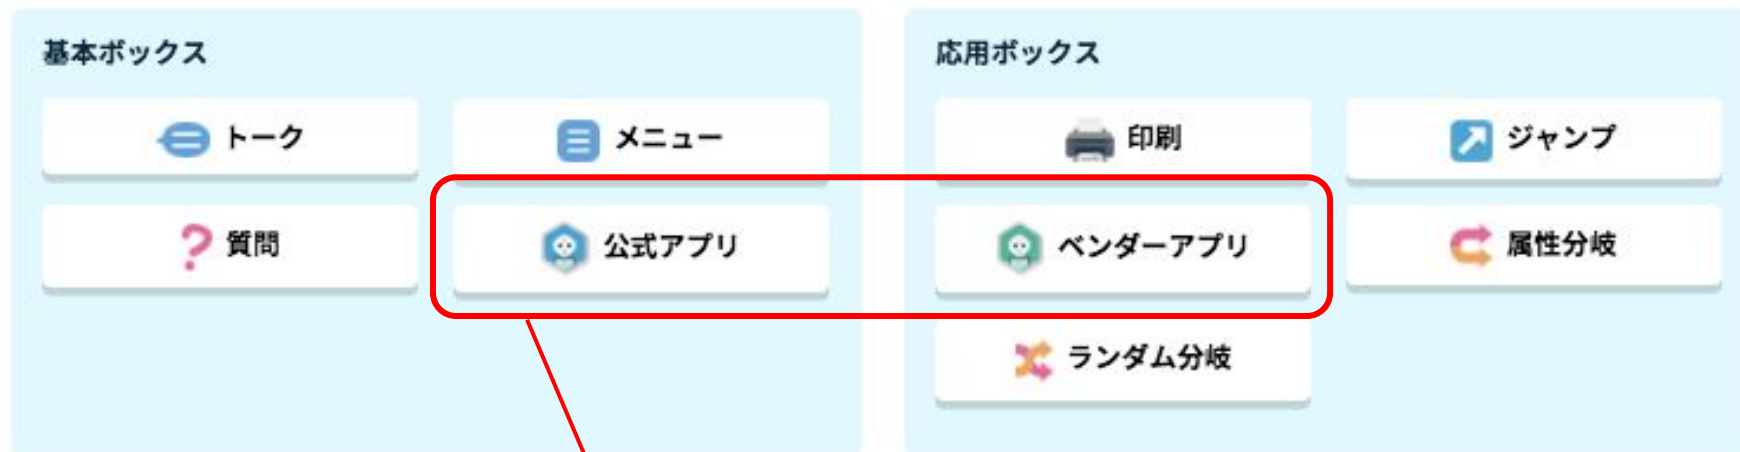 基本ボックス
トーク
メニュー
質問
公式アプリ
応用ボックス
印刷
ジャンプ
ベンダーアプリ
属性分岐
ランダム分岐